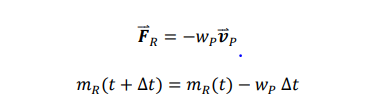 F⃗_R = −w_P v⃗_P
m_R(t + Δt) = m_R(t) − w_P Δt